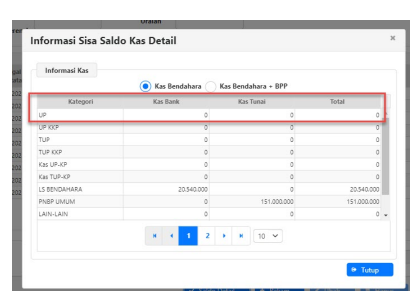 Uraian
Informasi Sisa Saldo Kas Detail
×
Informasi Kas
Kas Bendahara Kas Bendahara + BPP
Kategori Kas Bank Kas Tunai Total
UP 0 0 0
UP KKP 0 0 0
TUP 0 0 0
TUP KKP 0 0 0
Kas UP-KP 0 0 0
Kas TUP-KP 0 0 0
LS BENDAHARA 20.540.000 0 20.540.000
PNBP UMUM 0 151.000.000 151.000.000
LAIN-LAIN 0 0 0
1 2 10
Tutup